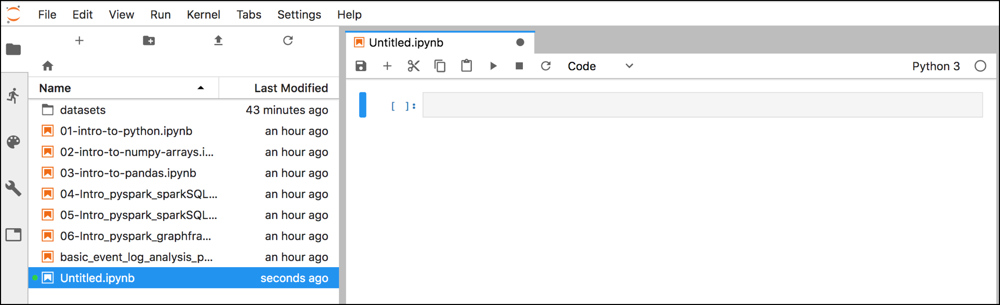 File Edit View Run Kernel Tabs Settings Help
Untitled.ipynb
Code Python 3
Name Last Modified
datasets 43 minutes ago
01-intro-to-python.ipynb an hour ago
02-intro-to-numpy-arrays.i... an hour ago
03-intro-to-pandas.ipynb an hour ago
04-Intro_pyspark_sparkSQL... an hour ago
05-Intro_pyspark_sparkSQL... an hour ago
06-Intro_pyspark_graphfra... an hour ago
basic_event_log_analysis_p... an hour ago
Untitled.ipynb seconds ago
[ ]: